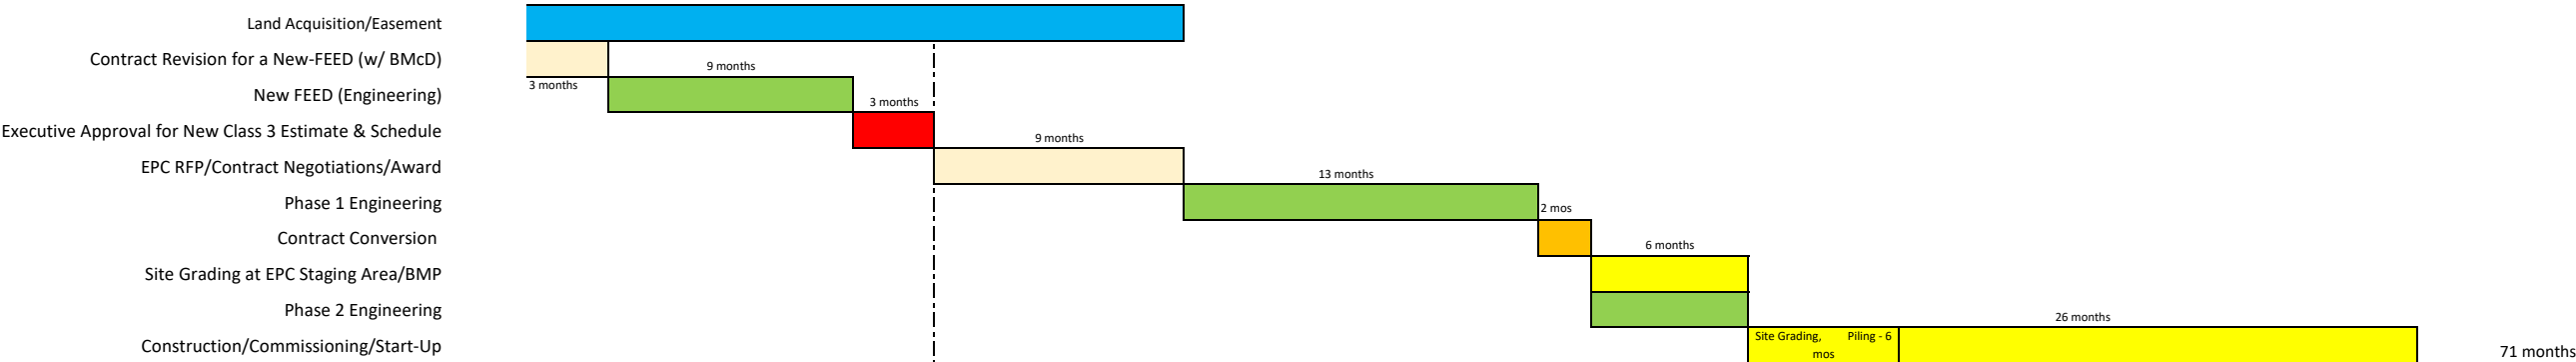 Land Acquisition/Easement
Contract Revision for a New-FEED (w/ BMcD)
9 months
3 months
New FEED (Engineering)
3 months
Executive Approval for New Class 3 Estimate & Schedule
9 months
EPC RFP/Contract Negotiations/Award
13 months
Phase 1 Engineering
2 mos
Contract Conversion
6 months
Site Grading at EPC Staging Area/BMP
Phase 2 Engineering
26 months
Site Grading, Piling - 6
mos
Construction/Commissioning/Start-Up
71 months